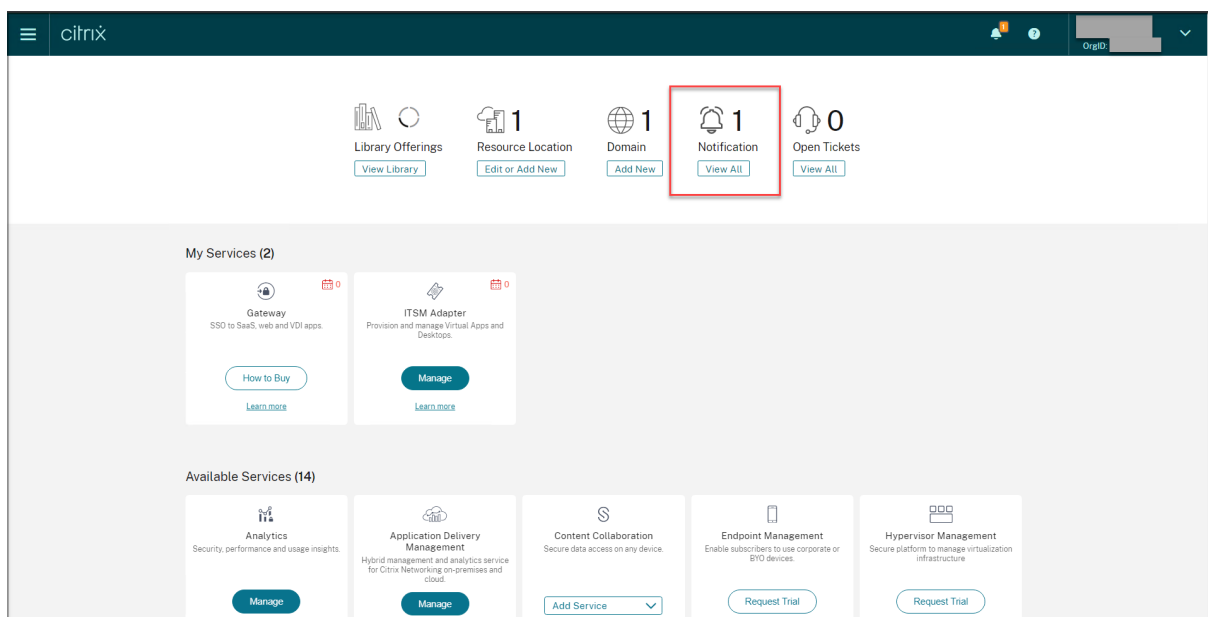 citrix
1
?
OrgID:
1 1 1 0
Library Offerings Resource Location Domain Notification Open Tickets
View Library Edit or Add New Add New View All View All
My Services (2)
0
Gateway
SSO to SaaS, web and VDI apps.
How to Buy
Learn more
0
ITSM Adapter
Provision and manage Virtual Apps and
Desktops.
Manage
Learn more
Available Services (14)
Analytics
Security, performance and usage insights.
Manage
Application Delivery
Management
Hybrid management and analytics service
for Citrix Networking on-premises and
cloud.
Manage
Content Collaboration
Secure data access on any device.
Add Service
Endpoint Management
Enable subscribers to use corporate or
BYO devices.
Request Trial
Hypervisor Management
Secure platform to manage virtualization
infrastructure
Request Trial